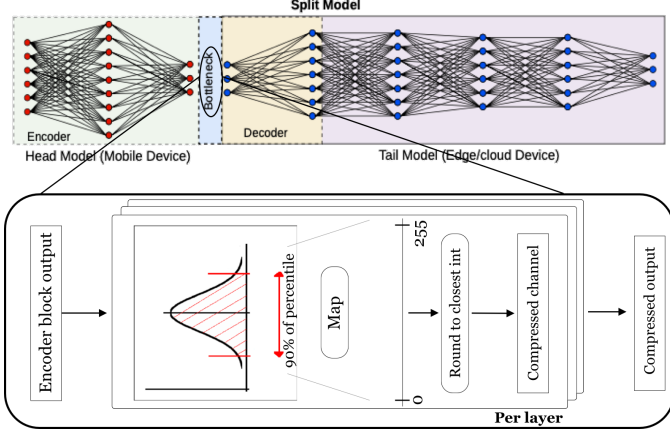 Split Model
Bottleneck
Encoder
Decoder
Head Model (Mobile Device)
Tail Model (Edge/cloud Device)
Encoder block output
90% of percentile
Map
255
0
Round to closest int
Compressed channel
Compressed output
Per layer